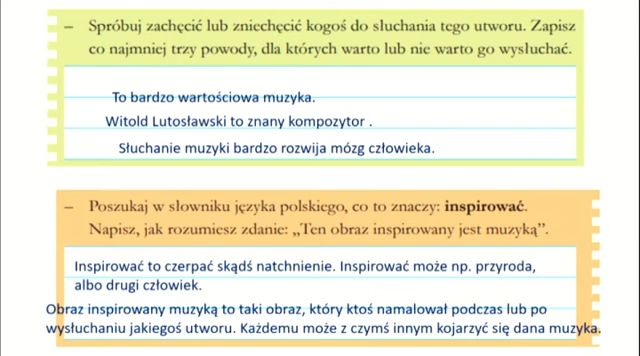 – Spróbuj zachęcić lub zniechęcić kogoś do słuchania tego utworu. Zapisz
co najmniej trzy powody, dla których warto lub nie warto go wysłuchać.
To bardzo wartościowa muzyka.
Witold Lutosławski to znany kompozytor .
Słuchanie muzyki bardzo rozwija mózg człowieka.
– Poszukaj w słowniku języka polskiego, co to znaczy: inspirować.
Napisz, jak rozumiesz zdanie: „Ten obraz inspirowany jest muzyką”.
Inspirować to czerpać skądś natchnienie. Inspirować może np. przyroda,
albo drugi człowiek.
Obraz inspirowany muzyką to taki obraz, który ktoś namalował podczas lub po
wysłuchaniu jakiegoś utworu. Każdemu może z czymś innym kojarzyć się dana muzyka.